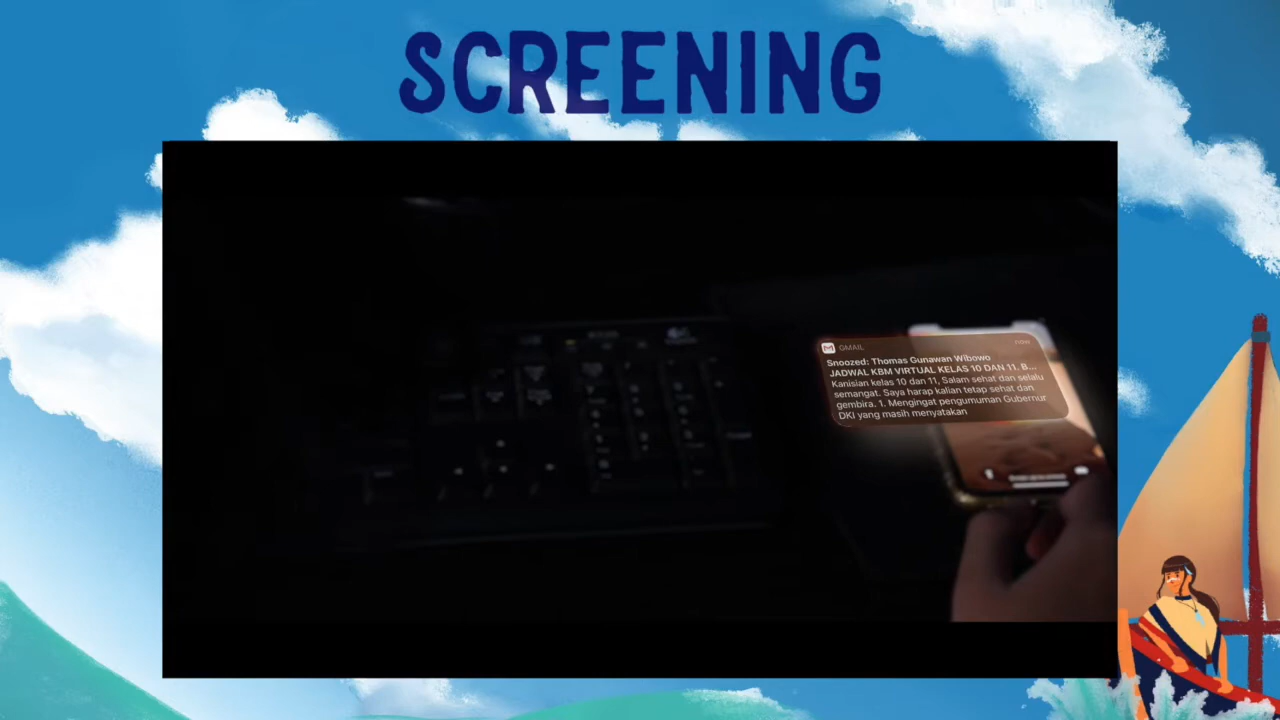 SCREENING
GMAIL
now
Snoozed: Thomas Gunawan Wibowo
JADWAL KBM VIRTUAL KELAS 10 DAN 11. B...
Kanisian kelas 10 dan 11, Salam sehat dan selalu
semangat. Saya harap kalian tetap sehat dan
gembira. 1. Mengingat pengumuman Gubernur
DKI yang masih menyatakan